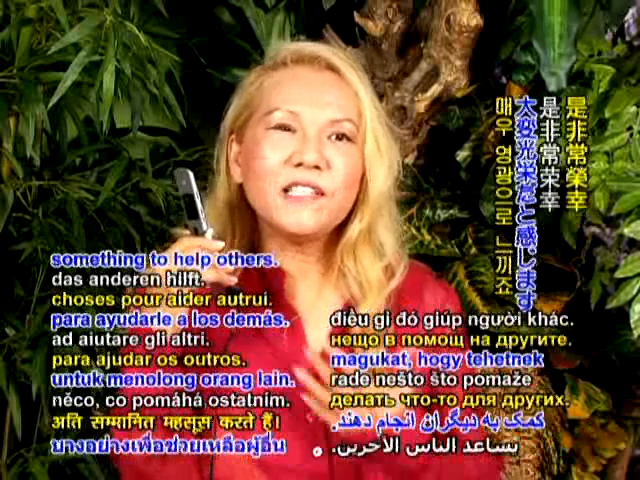 是非常榮幸
是非常荣幸
大変光栄だと感じます
매우 영광으로 느끼죠
something to help others.
das anderen hilft.
choses pour aider autrui.
para ayudarle a los demás.
ad aiutare gli altri.
para ajudar os outros.
untuk menolong orang lain.
něco, co pomáhá ostatním.
अति सम्मानित महसूस करते हैं।
บางอย่างเพื่อช่วยเหลือผู้อื่น
điều gì đó giúp người khác.
нещо в помощ на другите.
magukat, hogy tehetnek
rade nešto što pomaže
делать что-то для других.
کمک به دیگران انجام دهند.
يساعد الناس الآخرين.